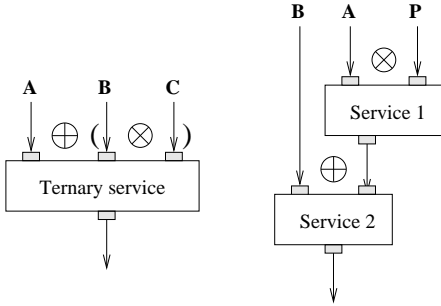 A B C
⊕ ( ⊗ )
Ternary service
B A P
⊗
Service 1
⊕
Service 2